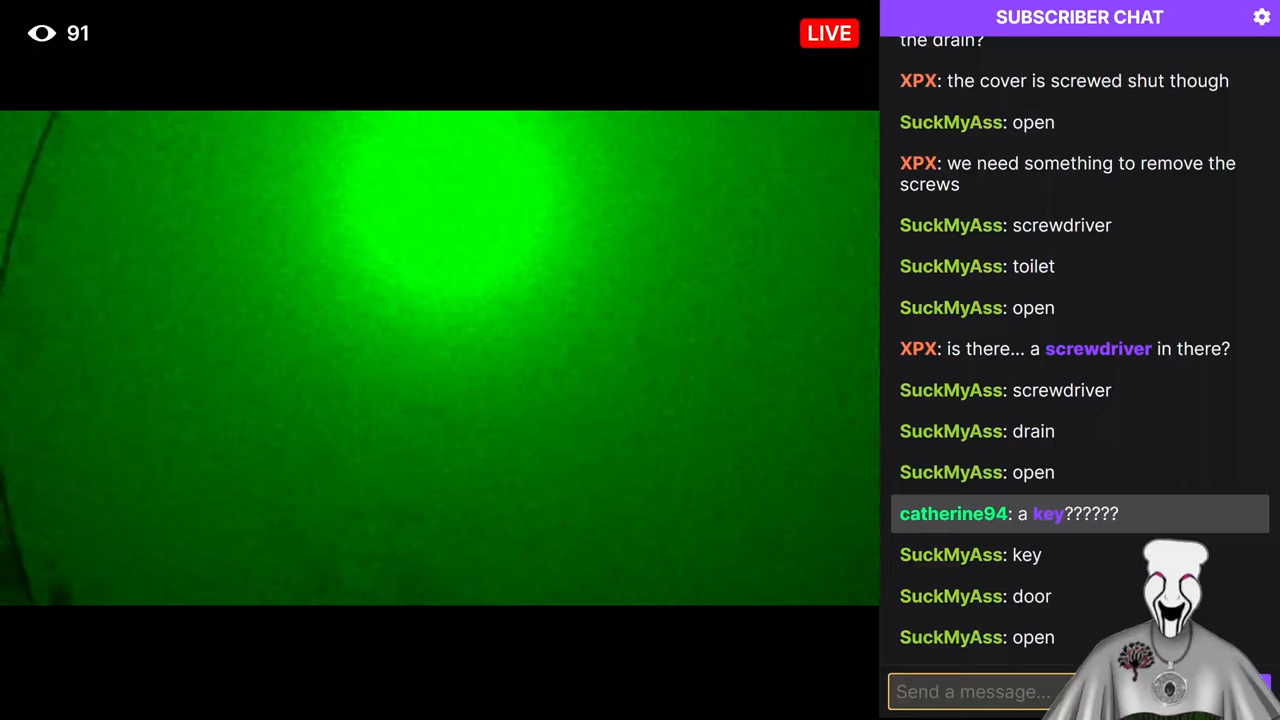 91
LIVE
SUBSCRIBER CHAT
the drain?
XPX: the cover is screwed shut though
SuckMyAss: open
XPX: we need something to remove the
screws
SuckMyAss: screwdriver
SuckMyAss: toilet
SuckMyAss: open
XPX: is there... a screwdriver in there?
SuckMyAss: screwdriver
SuckMyAss: drain
SuckMyAss: open
catherine94: a key??????
SuckMyAss: key
SuckMyAss: door
SuckMyAss: open
Send a message...